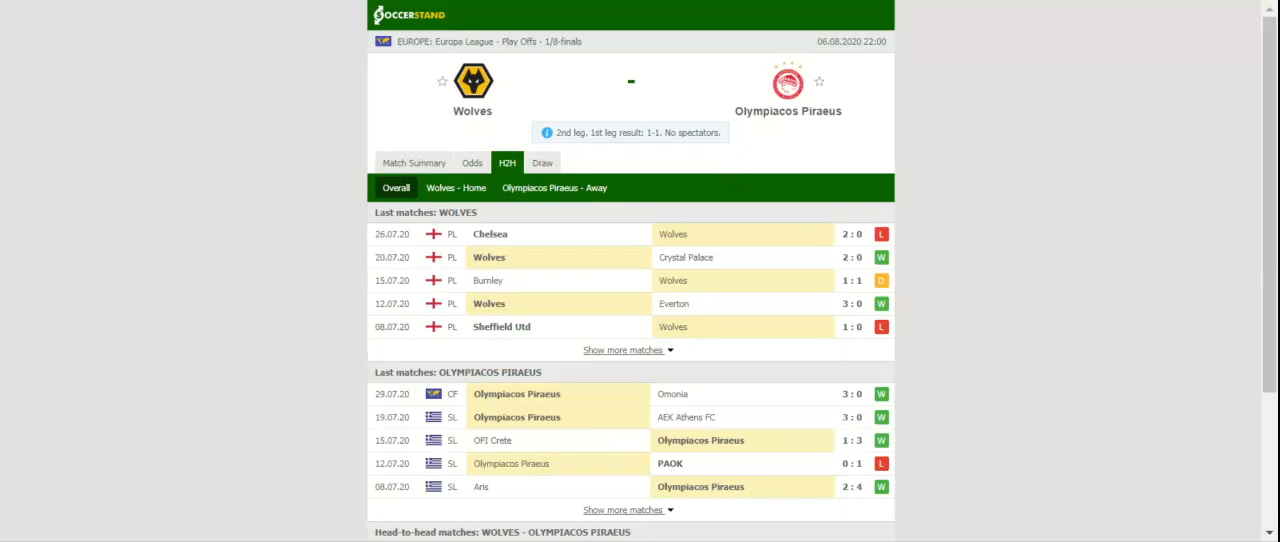 SOCCERSTAND
EUROPE: Europa League - Play Offs - 1/8-finals 06.08.2020 22:00
-
Wolves Olympiacos Piraeus
2nd leg. 1st leg result: 1-1. No spectators.
Match Summary Odds H2H Draw
Overall Wolves - Home Olympiacos Piraeus - Away
Last matches: WOLVES
26.07.20 PL Chelsea Wolves 2 : 0 L
20.07.20 PL Wolves Crystal Palace 2 : 0 W
15.07.20 PL Burnley Wolves 1 : 1 D
12.07.20 PL Wolves Everton 3 : 0 W
08.07.20 PL Sheffield Utd Wolves 1 : 0 L
Show more matches
Last matches: OLYMPIACOS PIRAEUS
29.07.20 CF Olympiacos Piraeus Omonia 3 : 0 W
19.07.20 SL Olympiacos Piraeus AEK Athens FC 3 : 0 W
15.07.20 SL OFI Crete Olympiacos Piraeus 1 : 3 W
12.07.20 SL Olympiacos Piraeus PAOK 0 : 1 L
08.07.20 SL Aris Olympiacos Piraeus 2 : 4 W
Show more matches
Head-to-head matches: WOLVES - OLYMPIACOS PIRAEUS